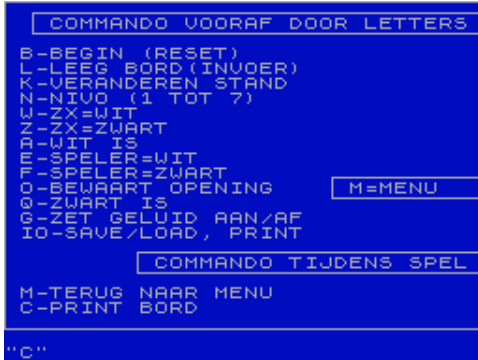 COMMANDO VOORAF DOOR LETTERS
B-BEGIN (RESET)
L-LEEG BORD(INVOER)
K-VERANDEREN STAND
N-NIVO (1 TOT 7)
W-ZX=WIT
Z-ZX=ZWART
A-WIT IS
E-SPELER=WIT
F-SPELER=ZWART
O-BEWAART OPENING M=MENU
Q-ZWART IS
G-ZET GELUID AAN/AF
IO-SAVE/LOAD, PRINT
COMMANDO TIJDENS SPEL
M-TERUG NAAR MENU
C-PRINT BORD
"C"